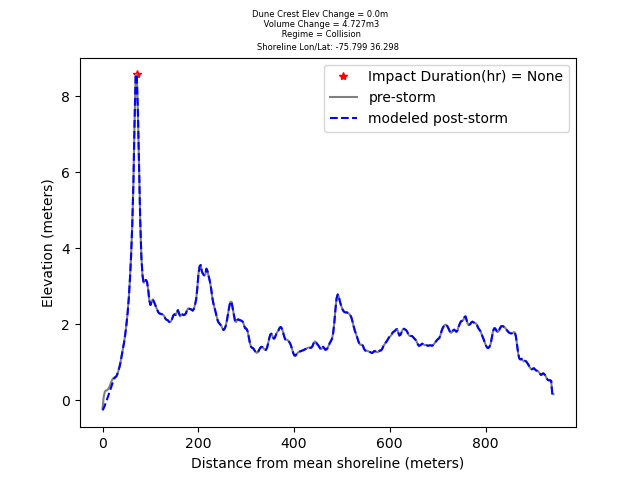 Dune Crest Elev Change = 0.0m
Volume Change = 4.727m3
Regime = Collision
Shoreline Lon/Lat: -75.799 36.298
Impact Duration(hr) = None
pre-storm
modeled post-storm
8
6
4
2
0
Elevation (meters)
0 200 400 600 800
Distance from mean shoreline (meters)